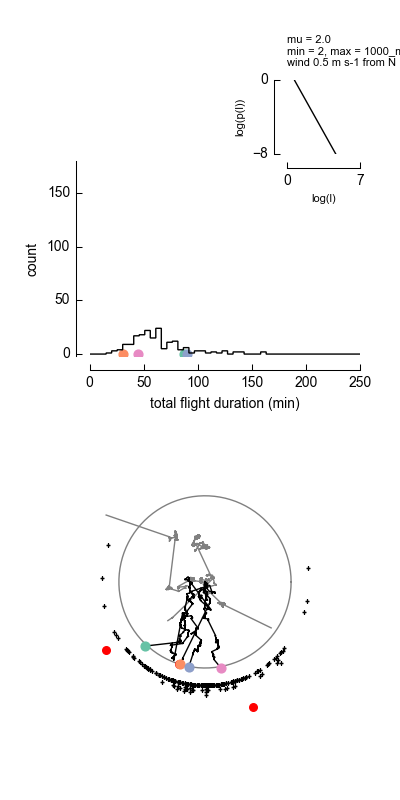 mu = 2.0
min = 2, max = 1000_m
wind 0.5 m s-1 from N
0
log(p(l))
−8
0 7
log(l)
150
100
50
0
count
0 50 100 150 200 250
total flight duration (min)